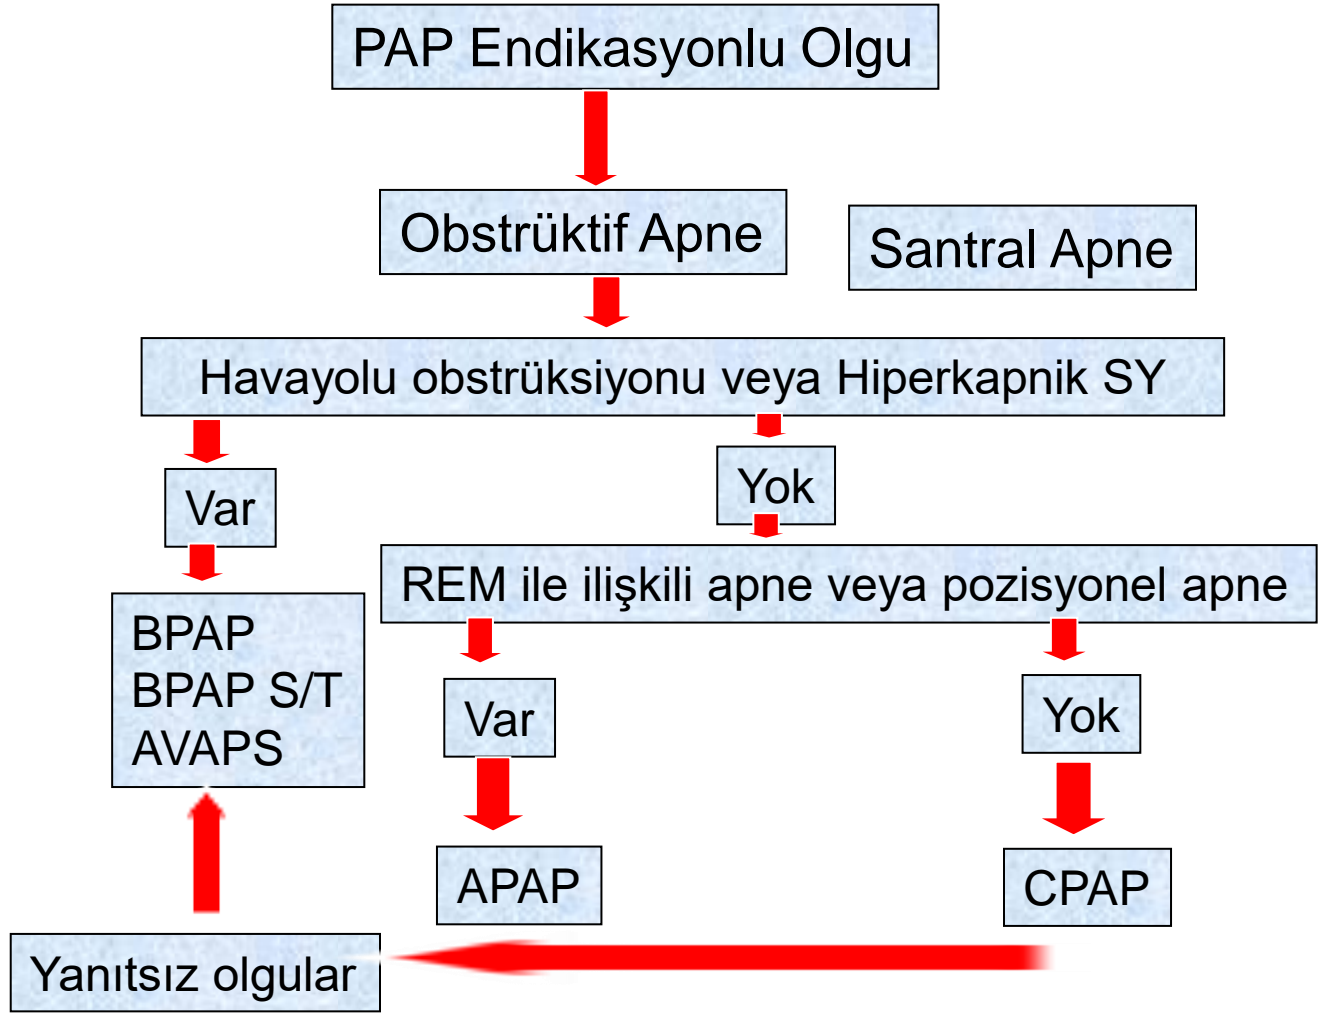 PAP Endikasyonlu Olgu
Obstrüktif Apne
Santral Apne
Havayolu obstrüksiyonu veya Hiperkapnik SY
Var
Yok
REM ile ilişkili apne veya pozisyonel apne
BPAP
BPAP S/T
AVAPS
Var
Yok
APAP
CPAP
Yanıtsız olgular